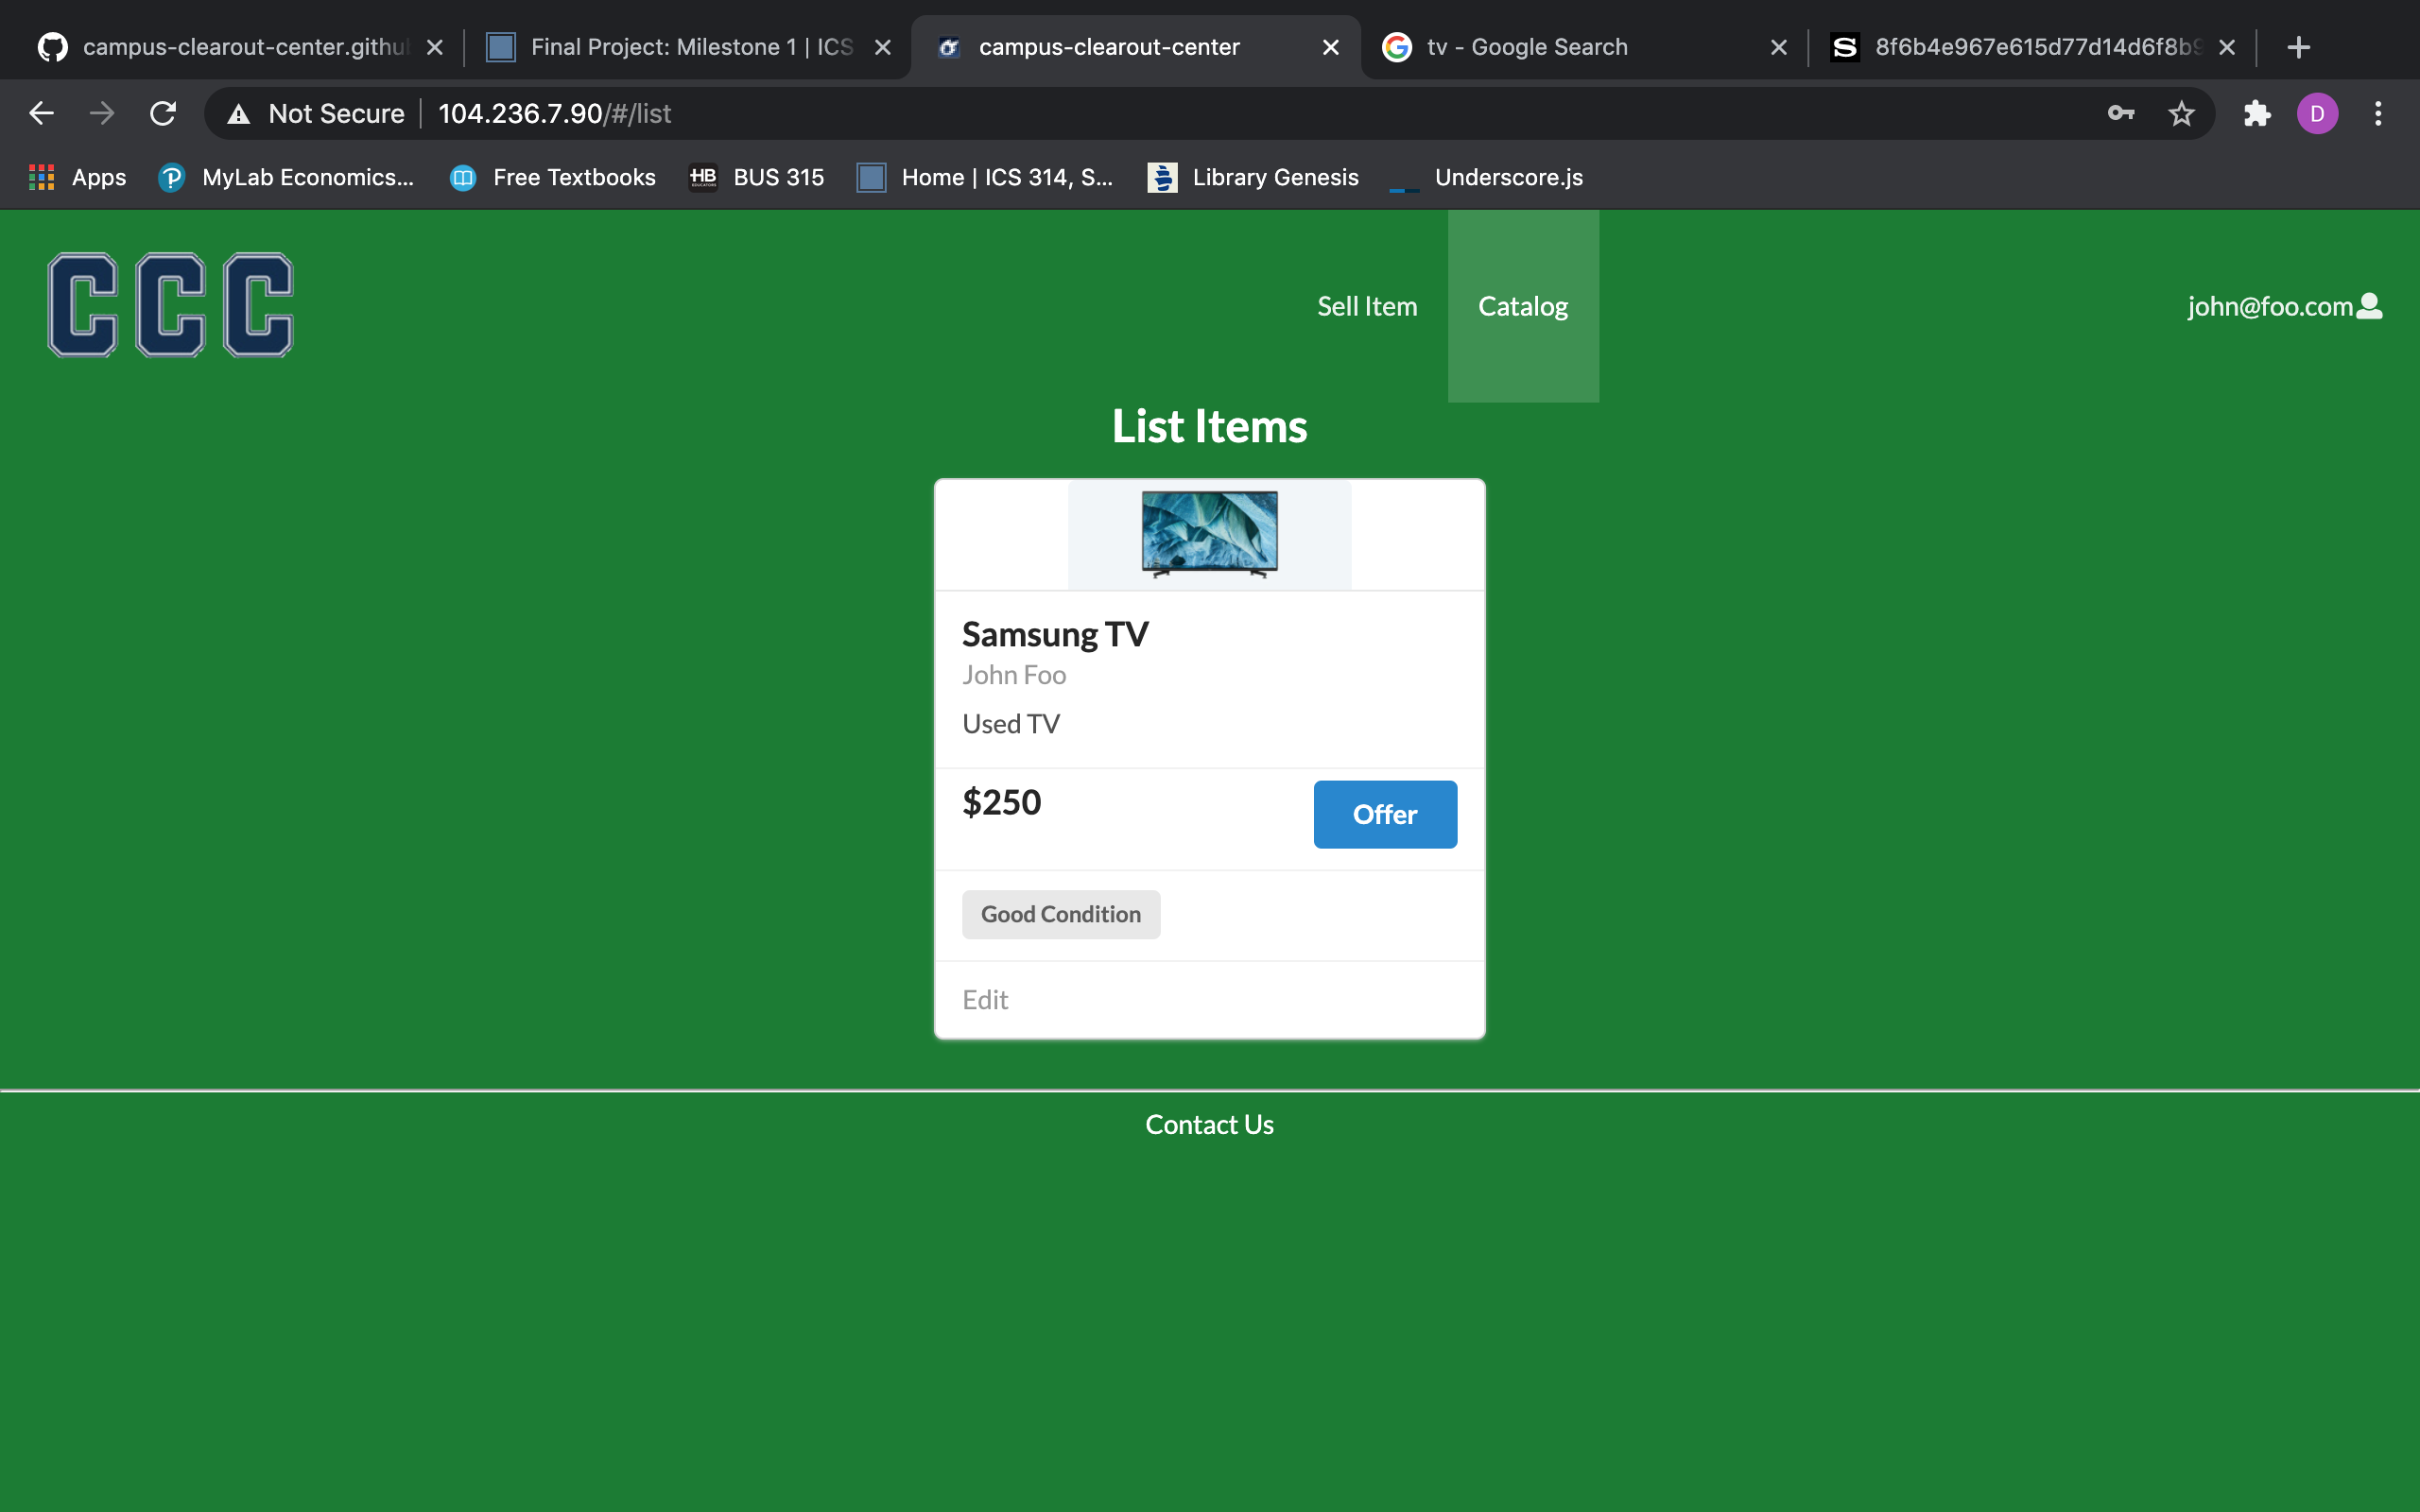 campus-clearout-center.githu
Final Project: Milestone 1 | ICS
campus-clearout-center
tv - Google Search
8f6b4e967e615d77d14d6f8b9
Not Secure
104.236.7.90/#/list
D
Apps
MyLab Economics...
Free Textbooks
HB
BUS 315
Home | ICS 314, S...
Library Genesis
Underscore.js
CCC
Sell Item
Catalog
john@foo.com
List Items
Samsung TV
John Foo
Used TV
$250
Offer
Good Condition
Edit
Contact Us